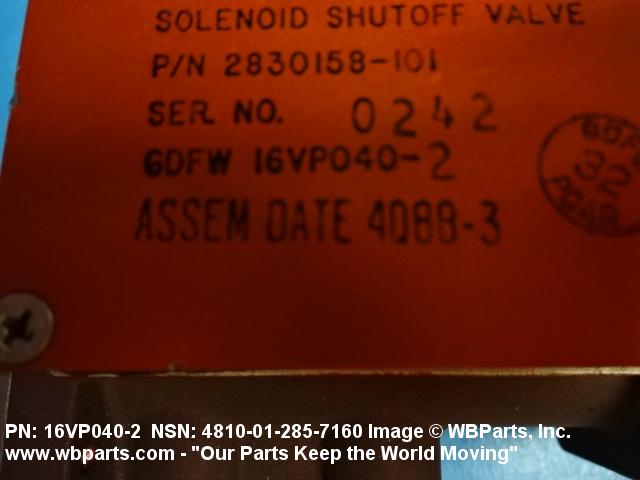 SOLENOID SHUTOFF VALVE
P/N 2830158-101
SER. NO. 0242
GDFW 16VP040-2
ASSEM DATE 4Q88-3
32
PN: 16VP040-2 NSN: 4810-01-285-7160 Image © WBParts, Inc.
www.wbparts.com - "Our Parts Keep the World Moving"